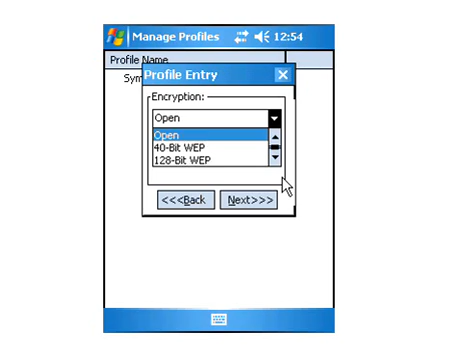 Manage Profiles 12:54
Profile Name
Sym
Profile Entry
Encryption:
Open
Open
40-Bit WEP
128-Bit WEP
<<<Back Next>>>